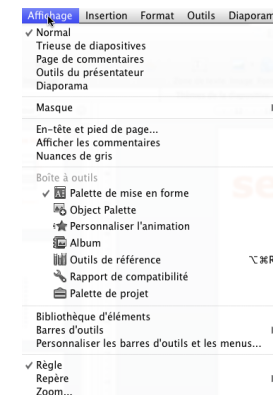 Affichage Insertion Format Outils Diaporam
✓ Normal
Trieuse de diapositives
Page de commentaires
Outils du présentateur
Diaporama
Masque
En-tête et pied de page...
Afficher les commentaires
Nuances de gris
Boîte à outils
✓ Palette de mise en forme
Object Palette
Personnaliser l'animation
Album
Outils de référence ⌥⌘R
Rapport de compatibilité
Palette de projet
Bibliothèque d'éléments
Barres d'outils
Personnaliser les barres d'outils et les menus...
✓ Règle
Repère
Zoom...